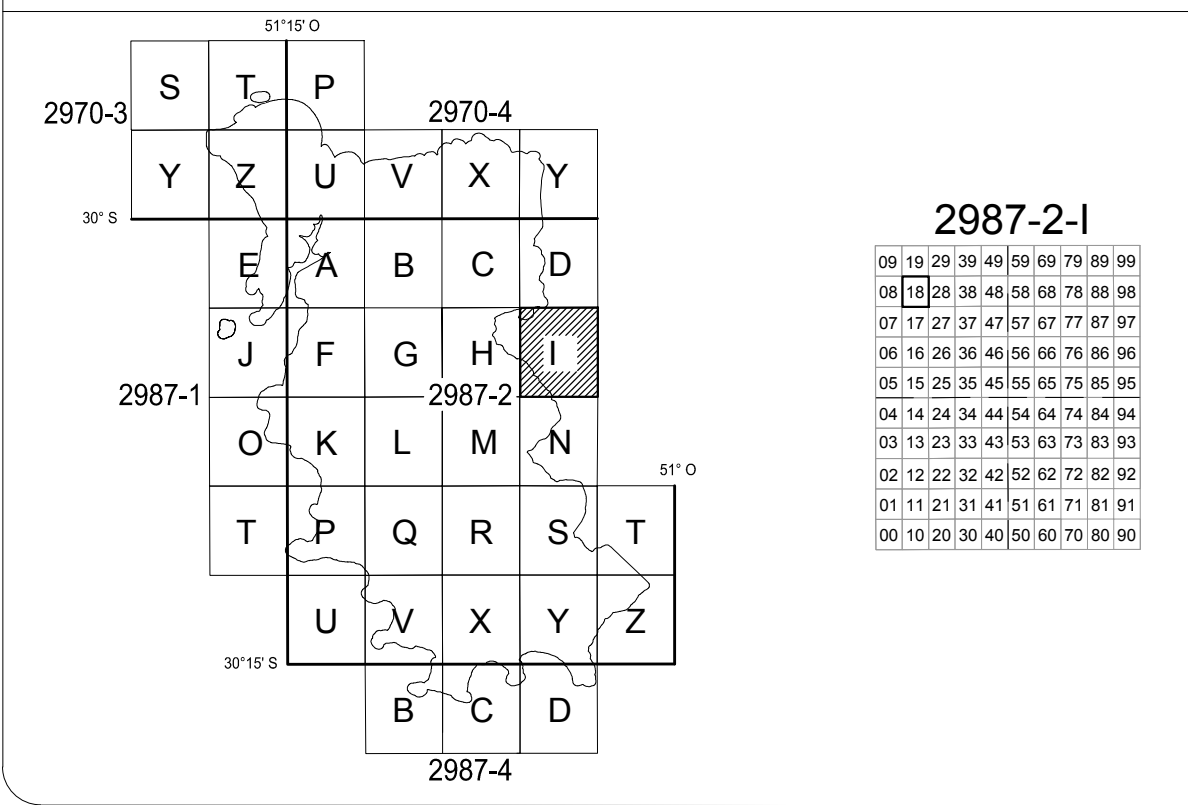 51°15' O
S T P
2970-3
2970-4
Y Z U V X Y
30° S
E A B C D
J F G H I
2987-1
2987-2
O K L M N
51° O
T P Q R S T
U V X Y Z
30°15' S
B C D
2987-4
2987-2-I
09 19 29 39 49 59 69 79 89 99
08 18 28 38 48 58 68 78 88 98
07 17 27 37 47 57 67 77 87 97
06 16 26 36 46 56 66 76 86 96
05 15 25 35 45 55 65 75 85 95
04 14 24 34 44 54 64 74 84 94
03 13 23 33 43 53 63 73 83 93
02 12 22 32 42 52 62 72 82 92
01 11 21 31 41 51 61 71 81 91
00 10 20 30 40 50 60 70 80 90